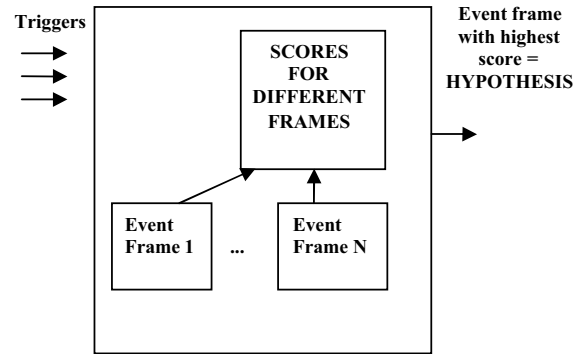 Triggers
SCORES
FOR
DIFFERENT
FRAMES
Event frame
with highest
score =
HYPOTHESIS
Event
Frame 1
...
Event
Frame N